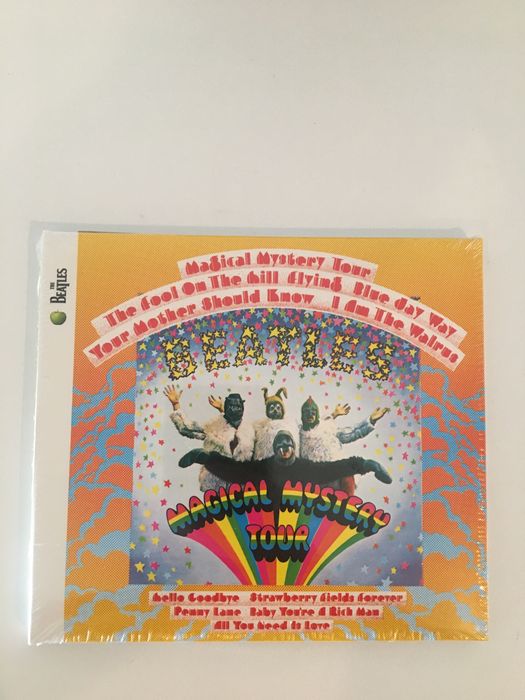 THE
BEATLES
Magical Mystery Tour
The Fool On The Hill Flying Blue Jay Way
Your Mother Should Know I Am The Walrus
BEATLES
MAGICAL MYSTERY
TOUR
Hello Goodbye Strawberry Fields Forever
Penny Lane Baby You're A Rich Man
All You Need Is Love